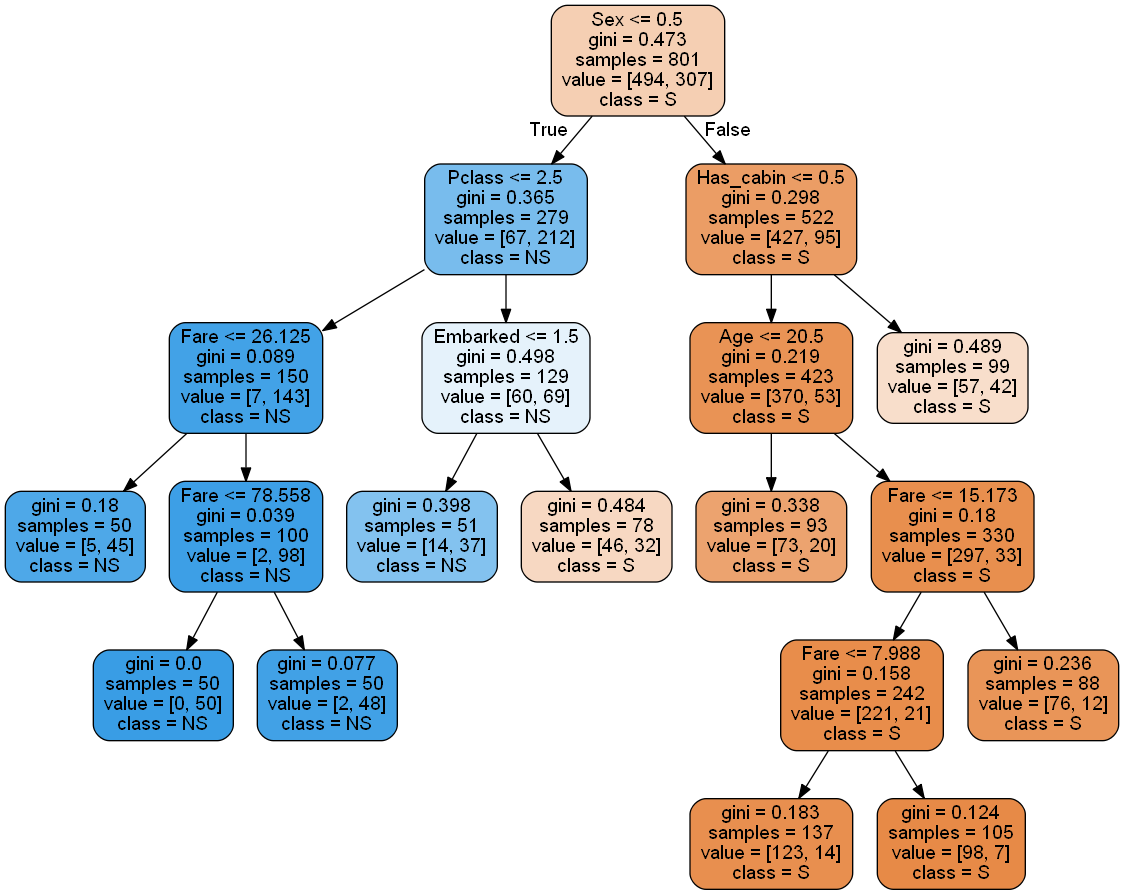 Sex <= 0.5
gini = 0.473
samples = 801
value = [494, 307]
class = S
True
False
Pclass <= 2.5
gini = 0.365
samples = 279
value = [67, 212]
class = NS
Has_cabin <= 0.5
gini = 0.298
samples = 522
value = [427, 95]
class = S
Fare <= 26.125
gini = 0.089
samples = 150
value = [7, 143]
class = NS
Embarked <= 1.5
gini = 0.498
samples = 129
value = [60, 69]
class = NS
Age <= 20.5
gini = 0.219
samples = 423
value = [370, 53]
class = S
gini = 0.489
samples = 99
value = [57, 42]
class = S
gini = 0.18
samples = 50
value = [5, 45]
class = NS
Fare <= 78.558
gini = 0.039
samples = 100
value = [2, 98]
class = NS
gini = 0.398
samples = 51
value = [14, 37]
class = NS
gini = 0.484
samples = 78
value = [46, 32]
class = S
gini = 0.338
samples = 93
value = [73, 20]
class = S
Fare <= 15.173
gini = 0.18
samples = 330
value = [297, 33]
class = S
gini = 0.0
samples = 50
value = [0, 50]
class = NS
gini = 0.077
samples = 50
value = [2, 48]
class = NS
Fare <= 7.988
gini = 0.158
samples = 242
value = [221, 21]
class = S
gini = 0.236
samples = 88
value = [76, 12]
class = S
gini = 0.183
samples = 137
value = [123, 14]
class = S
gini = 0.124
samples = 105
value = [98, 7]
class = S